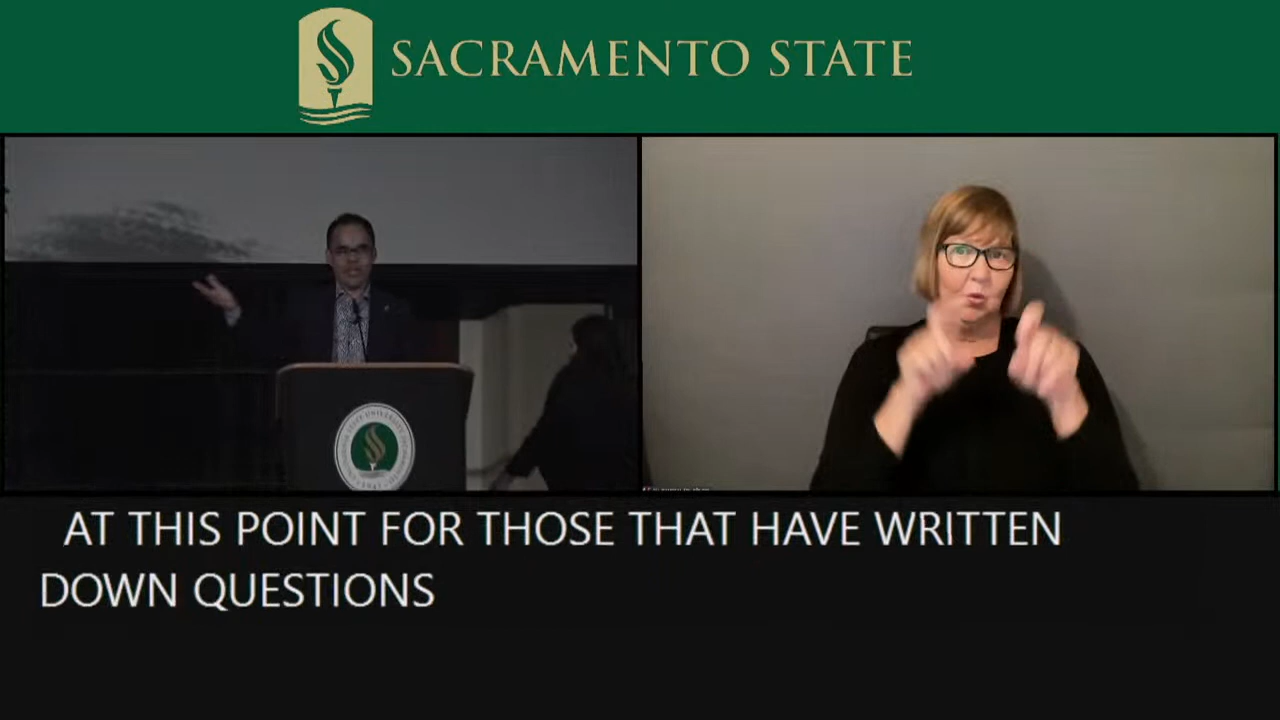 SACRAMENTO STATE
AT THIS POINT FOR THOSE THAT HAVE WRITTEN
DOWN QUESTIONS